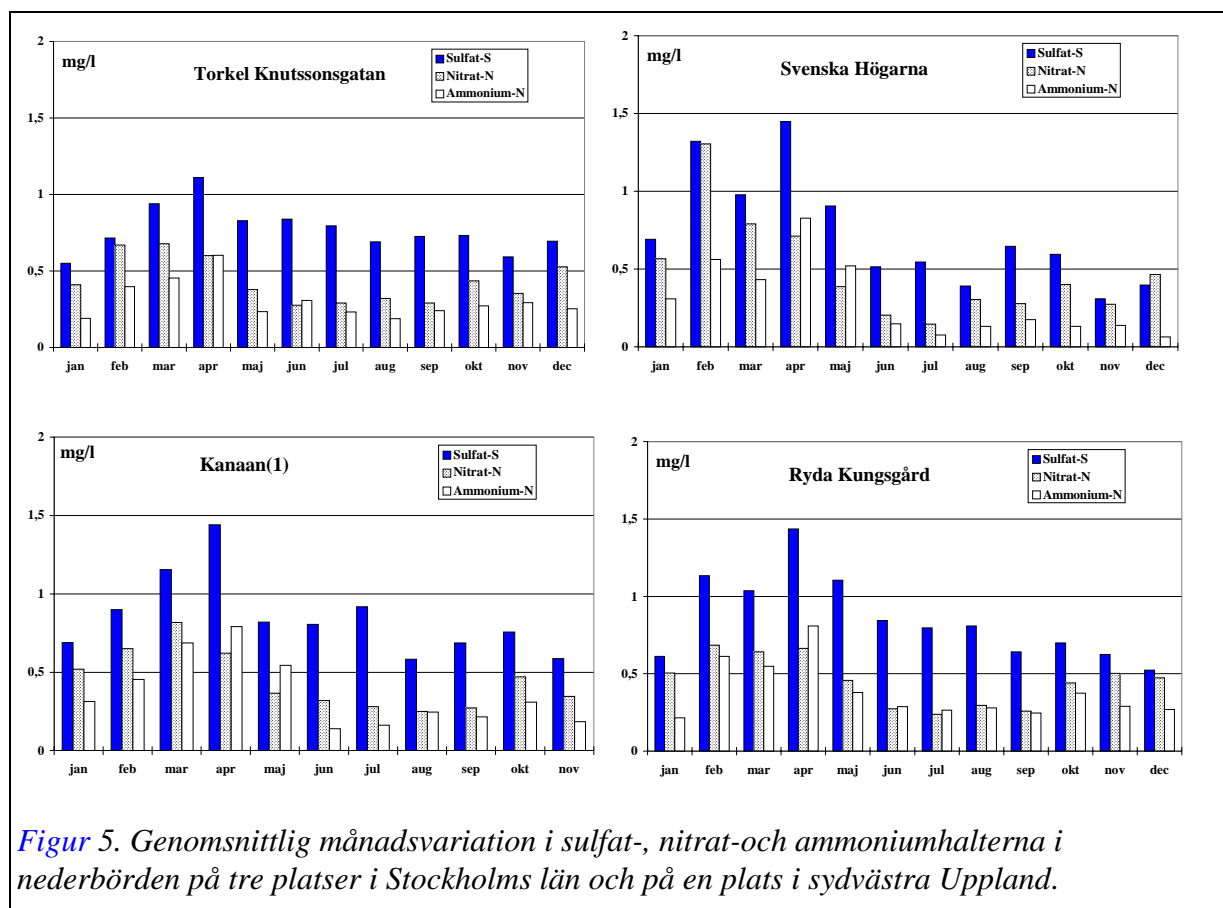 2
mg/l
Torkel Knutssonsgatan
Sulfat-S
Nitrat-N
Ammonium-N
1,5
1
0,5
0
jan feb mar apr maj jun jul aug sep okt nov dec
2
mg/l
Svenska Högarna
Sulfat-S
Nitrat-N
Ammonium-N
1,5
1
0,5
0
jan feb mar apr maj jun jul aug sep okt nov dec
2
mg/l
Kanaan(1)
Sulfat-S
Nitrat-N
Ammonium-N
1,5
1
0,5
0
jan feb mar apr maj jun jul aug sep okt nov
2
mg/l
Ryda Kungsgård
Sulfat-S
Nitrat-N
Ammonium-N
1,5
1
0,5
0
jan feb mar apr maj jun jul aug sep okt nov dec
Figur 5. Genomsnittlig månadsvariation i sulfat-, nitrat-och ammoniumhalterna i
nederbörden på tre platser i Stockholms län och på en plats i sydvästra Uppland.